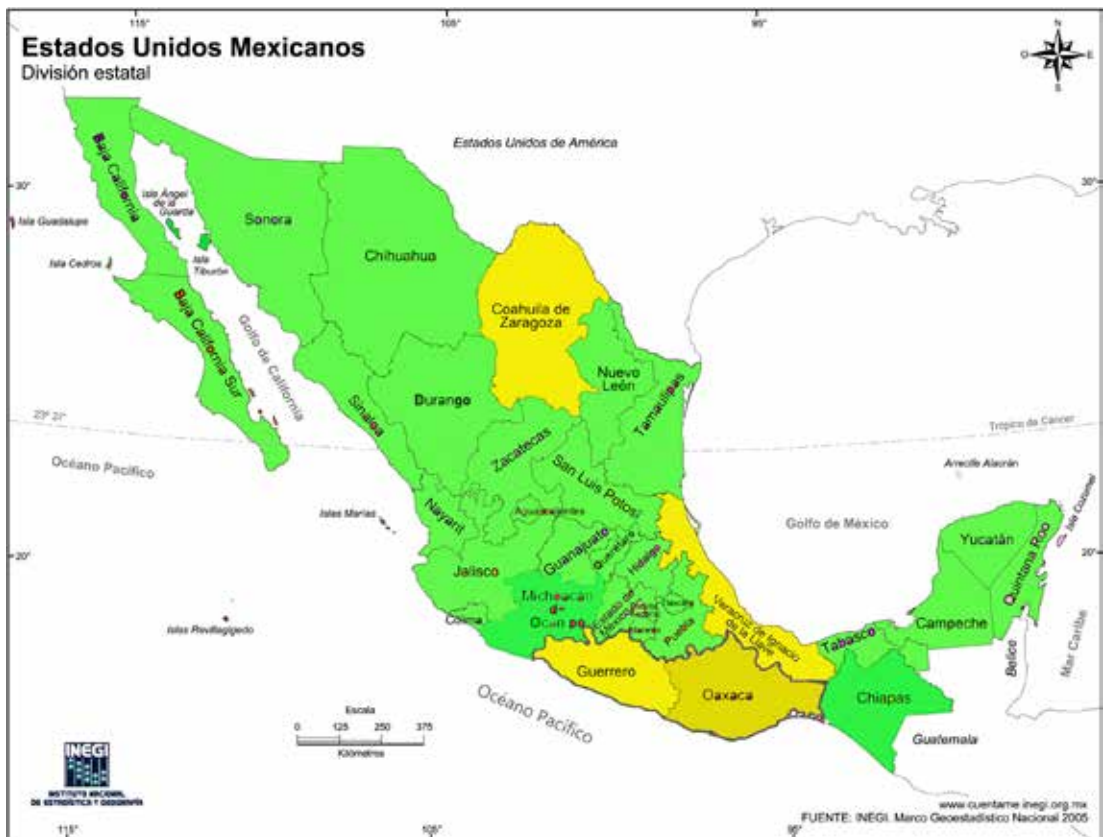 115°
105°
95°
Estados Unidos Mexicanos
División estatal
N
O
E
S
Estados Unidos de América
30°
30°
Baja California
Isla Ángel
de la
Guarda
Isla Guadalupe
Sonora
Isla Cedros
Isla
Tiburón
Chihuahua
Coahuila de
Zaragoza
Baja California Sur
Golfo de California
Nuevo
León
Tamaulipas
Durango
Sinaloa
Zacatecas
Trópico de Cáncer
Océano Pacífico
San Luis Potosí
Arrecife Alacrán
Nayarit
Islas Marías
Aguascalientes
Golfo de México
Isla Cozumel
20°
20°
Guanajuato
Querétaro
Hidalgo
Yucatán
Quintana Roo
Jalisco
Michoacán
Ocampo
Colima
Estado de
México
Puebla
Veracruz de Ignacio
de la Llave
Tabasco
Campeche
Islas Revillagigedo
Belice
Mar Caribe
Guerrero
Oaxaca
Chiapas
Océano Pacífico
Guatemala
Escala
0 125 250 375
Kilómetros
INEGI
INSTITUTO NACIONAL
DE ESTADÍSTICA Y GEOGRAFÍA
www.cuentame.inegi.org.mx
FUENTE: INEGI. Marco Geoestadístico Nacional 2005
115°
105°
95°